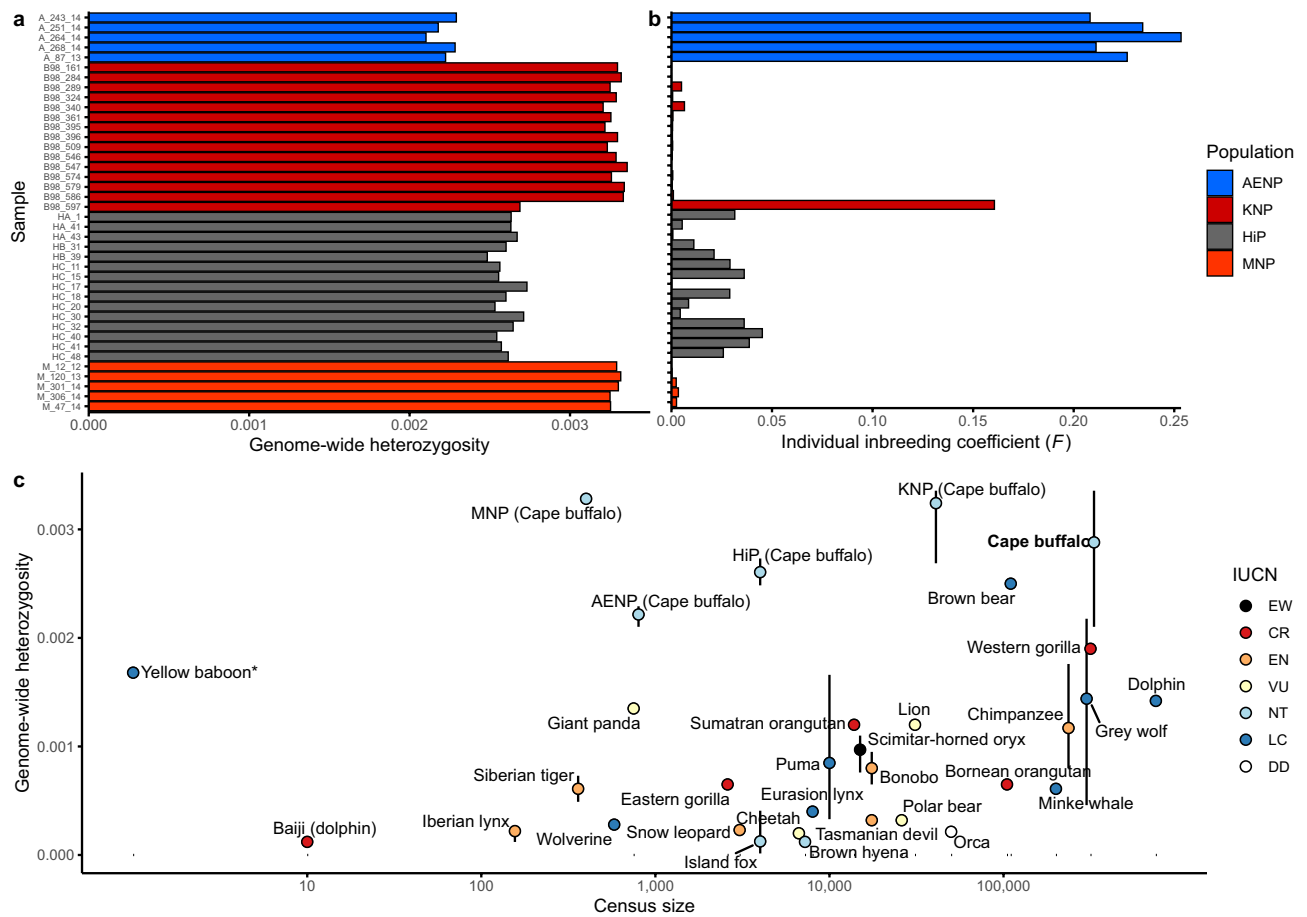 a
b
A_243_14
A_251_14
A_264_14
A_268_14
A_87_13
B98_161
B98_284
B98_289
B98_324
B98_340
B98_361
B98_395
B98_396
B98_509
B98_546
B98_547
B98_574
B98_579
B98_586
B98_597
HA_1
HA_41
HA_43
HB_31
HB_39
HC_11
HC_15
HC_17
HC_18
HC_20
HC_30
HC_32
HC_40
HC_41
HC_48
M_12_12
M_120_13
M_301_14
M_306_14
M_47_14
Sample
0.000 0.001 0.002 0.003
Genome-wide heterozygosity
0.00 0.05 0.10 0.15 0.20 0.25
Individual inbreeding coefficient (F)
Population
AENP
KNP
HiP
MNP
c
KNP (Cape buffalo)
MNP (Cape buffalo)
Cape buffalo
HiP (Cape buffalo)
Brown bear
AENP (Cape buffalo)
Western gorilla
Yellow baboon*
Dolphin
Giant panda
Sumatran orangutan
Lion
Chimpanzee
Grey wolf
Scimitar-horned oryx
Puma
Siberian tiger
Bonobo
Bornean orangutan
Eastern gorilla
Eurasion lynx
Minke whale
Polar bear
Iberian lynx
Cheetah
Baiji (dolphin)
Wolverine
Snow leopard
Tasmanian devil
Orca
Island fox
Brown hyena
0.003
0.002
0.001
0.000
Genome-wide heterozygosity
10 100 1,000 10,000 100,000
Census size
IUCN
EW
CR
EN
VU
NT
LC
DD